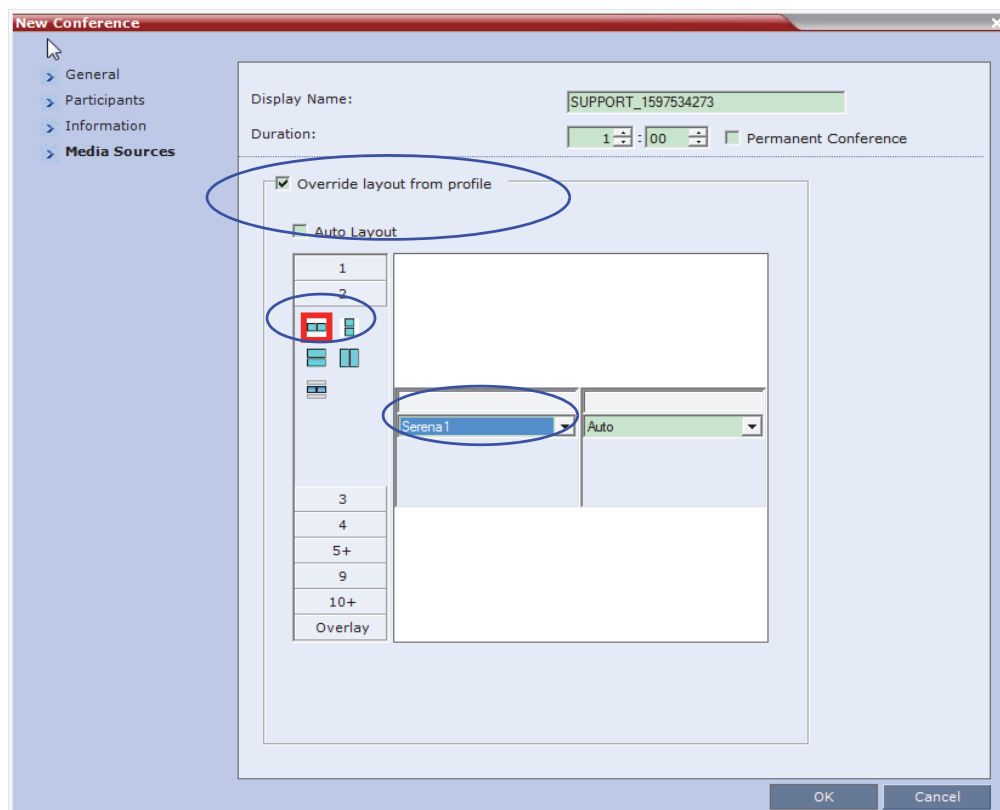 New Conference
General
Participants
Information
Media Sources
Display Name: SUPPORT_1597534273
Duration: 1 : 00 Permanent Conference
Override layout from profile
Auto Layout
1
2
Serena1 Auto
3
4
5+
9
10+
Overlay
OK Cancel